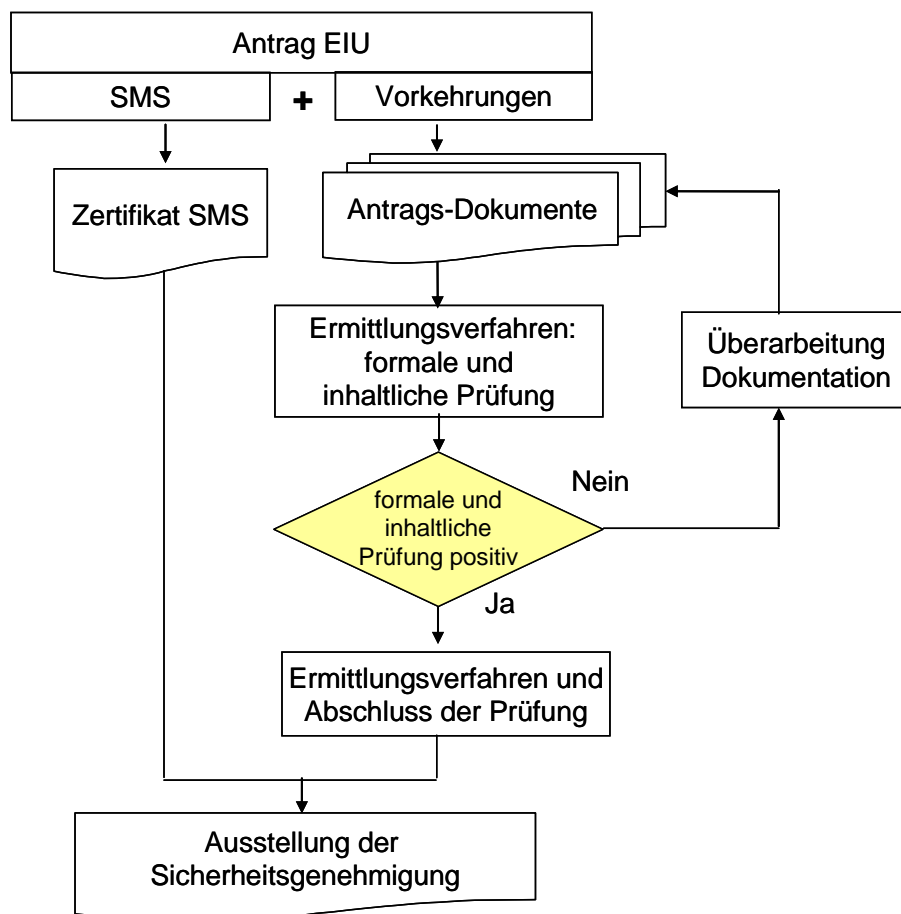 Antrag EIU
SMS
+
Vorkehrungen
Zertifikat SMS
Antrags-Dokumente
Ermittlungsverfahren:
formale und
inhaltliche Prüfung
Überarbeitung
Dokumentation
Nein
formale und
inhaltliche
Prüfung positiv
Ja
Ermittlungsverfahren und
Abschluss der Prüfung
Ausstellung der
Sicherheitsgenehmigung